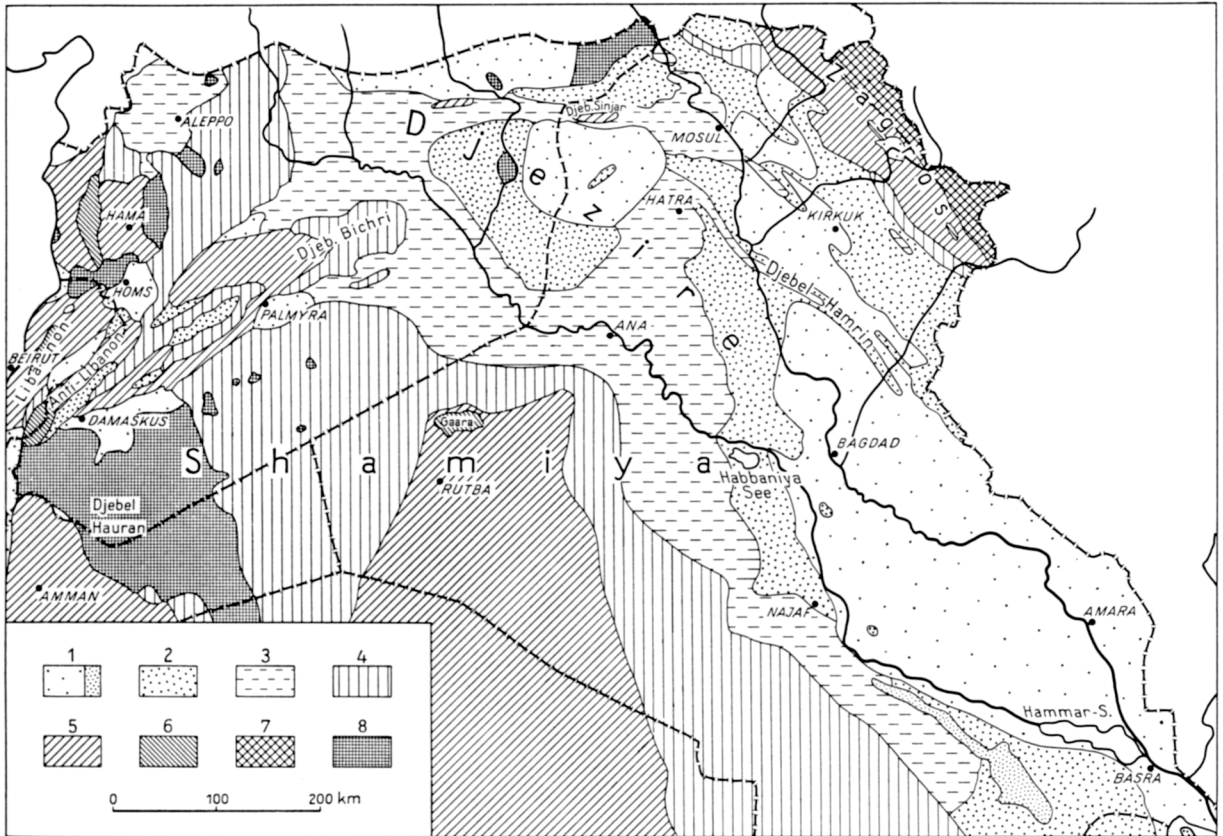 Zagros
Djeb. Sinjar
ALEPPO
MOSUL
Djezire
HATRA
KIRKUK
HAMA
Djeb. Bichri
HOMS
Djebel-Hamrin
PALMYRA
ANA
BEIRUT
Libanon
Anti-Libanon
DAMASKUS
Gaara
BAGDAD
Shamiya
Habbaniya
See
RUTBA
Djebel
Hauran
AMMAN
NAJAF
AMARA
1 2 3 4
Hammar-S.
5 6 7 8
BASRA
0 100 200 km